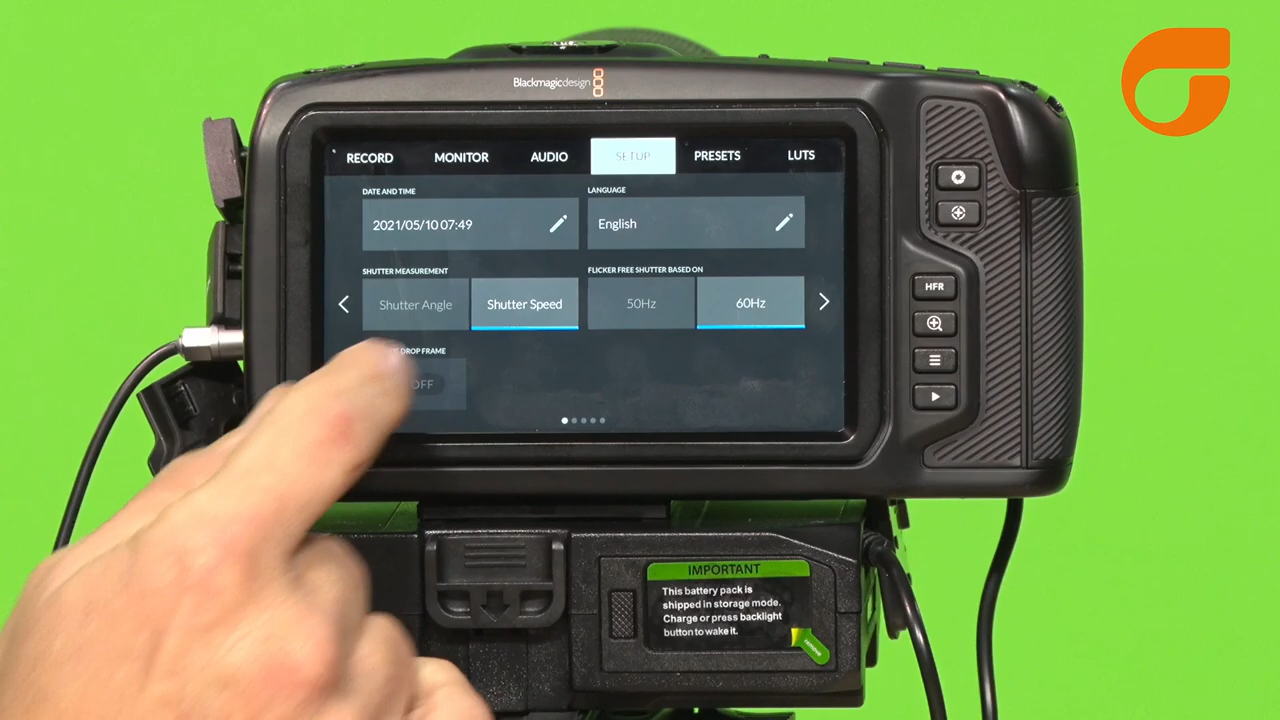 Blackmagicdesign
RECORD MONITOR AUDIO SETUP PRESETS LUTS
DATE AND TIME LANGUAGE
2021/05/10 07:49 English
SHUTTER MEASUREMENT FLICKER FREE SHUTTER BASED ON
Shutter Angle Shutter Speed 50Hz 60Hz
DROP FRAME
OFF
HFR
IMPORTANT
This battery pack is
shipped in storage mode.
Charge or press backlight
button to wake it.
remove